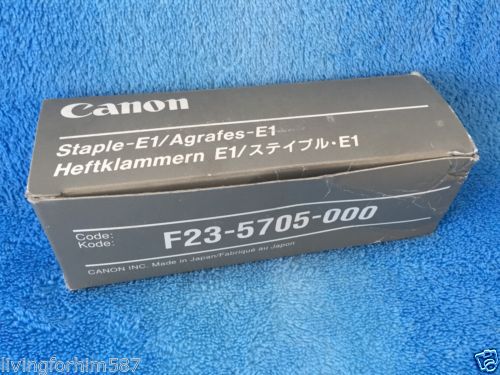 Canon
Staple-E1/Agrafes-E1
Heftklammern E1/ステイプル・E1
Code:
Kode:
F23-5705-000
CANON INC. Made in Japan/Fabriqué au Japon
livingforhim587
ebay